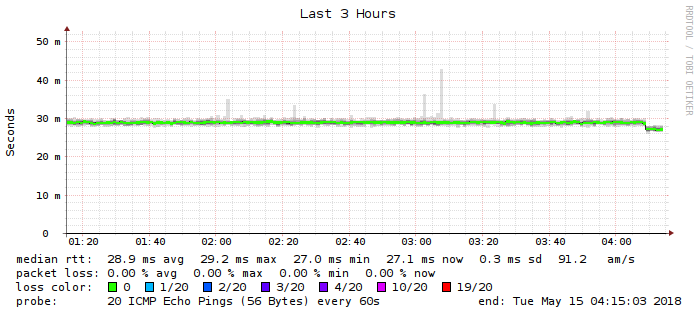 Last 3 Hours
RRDTOOL / TOBI OETIKER
Seconds
50 m
40 m
30 m
20 m
10 m
0
01:20 01:40 02:00 02:20 02:40 03:00 03:20 03:40 04:00
median rtt: 28.9 ms avg 29.2 ms max 27.0 ms min 27.1 ms now 0.3 ms sd 91.2 am/s
packet loss: 0.00 % avg 0.00 % max 0.00 % min 0.00 % now
loss color: 0 1/20 2/20 3/20 4/20 10/20 19/20
probe: 20 ICMP Echo Pings (56 Bytes) every 60s end: Tue May 15 04:15:03 2018